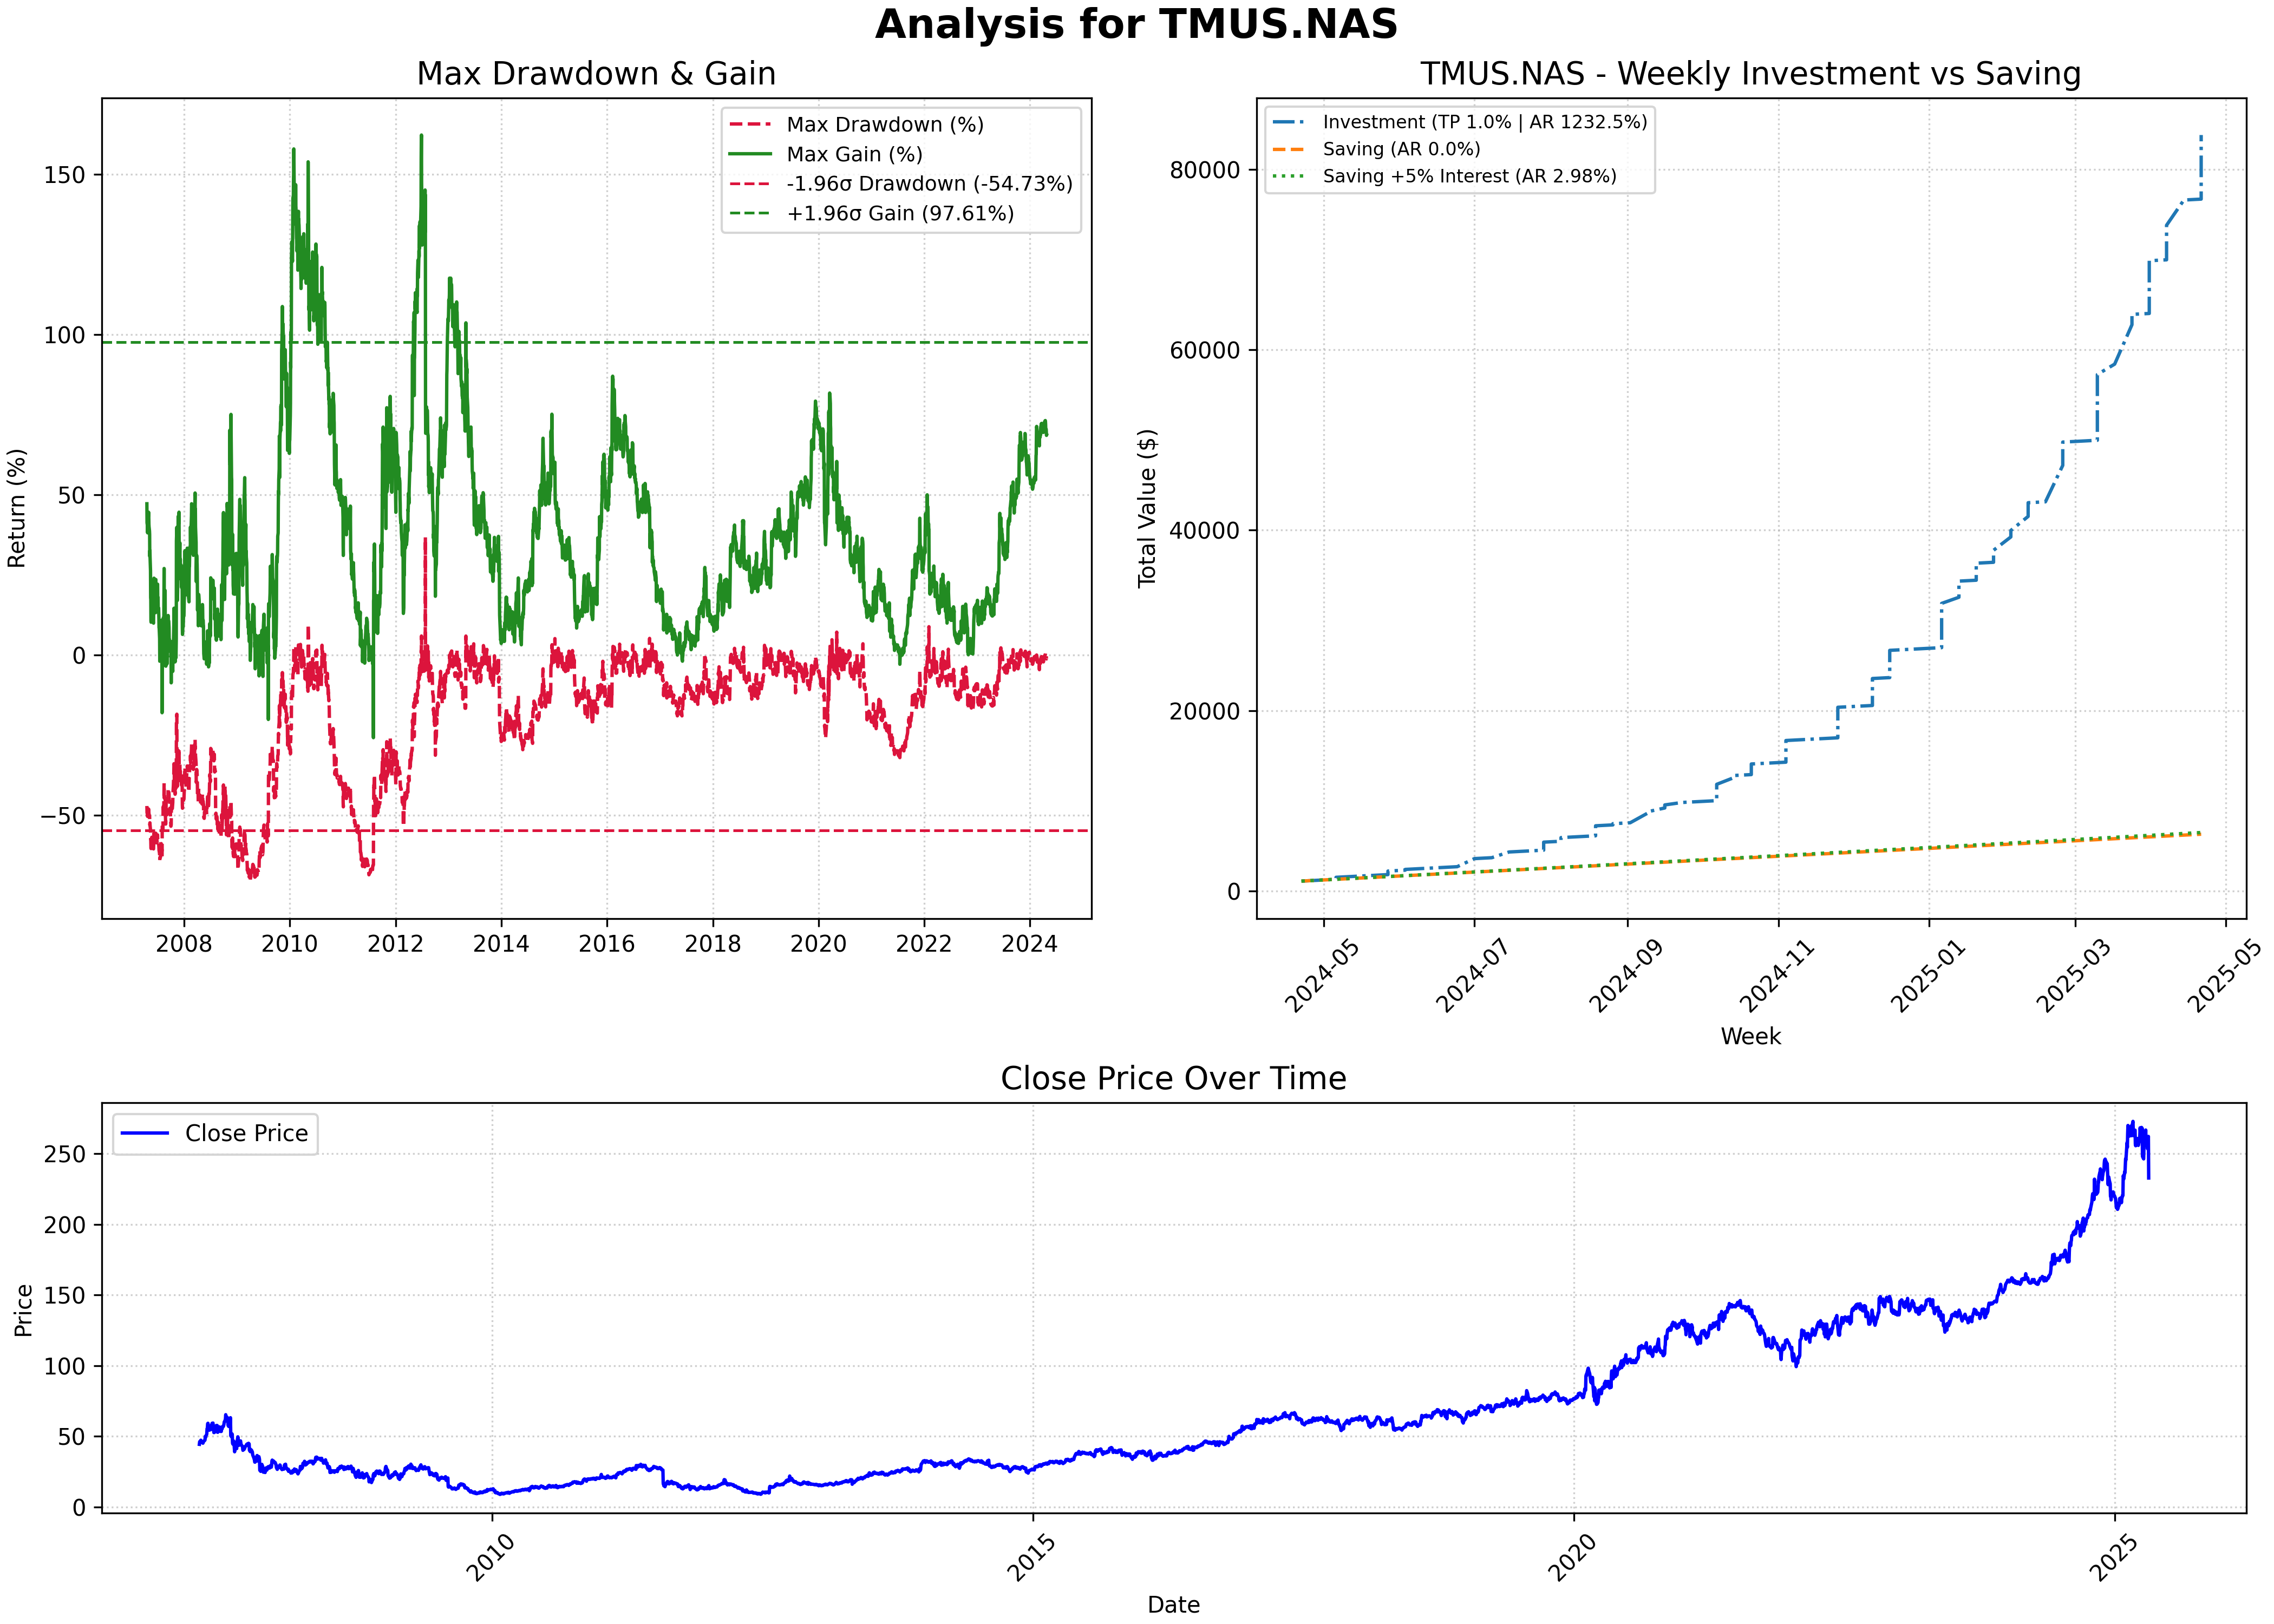 Analysis for TMUS.NAS
Max Drawdown & Gain
Return (%)
150
100
50
0
−50
2008 2010 2012 2014 2016 2018 2020 2022 2024
Max Drawdown (%)
Max Gain (%)
-1.96σ Drawdown (-54.73%)
+1.96σ Gain (97.61%)
TMUS.NAS - Weekly Investment vs Saving
Total Value ($)
80000
60000
40000
20000
0
2024-05 2024-07 2024-09 2024-11 2025-01 2025-03 2025-05
Week
Investment (TP 1.0% | AR 1232.5%)
Saving (AR 0.0%)
Saving +5% Interest (AR 2.98%)
Close Price Over Time
Close Price
Price
250
200
150
100
50
0
2010 2015 2020 2025
Date